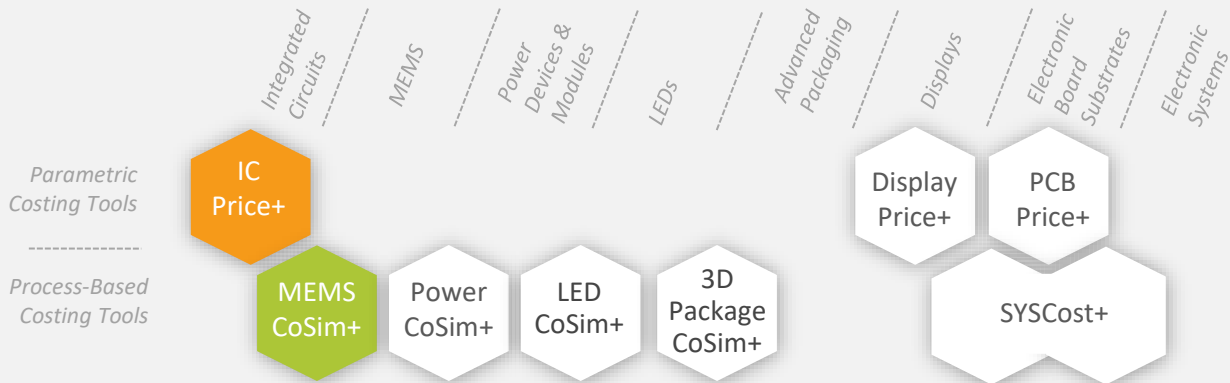 Integrated
Circuits
MEMS
Power
Devices &
Modules
LEDs
Advanced
Packaging
Displays
Electronic
Board
Substrates
Electronic
Systems
Parametric
Costing Tools
IC
Price+
Display
Price+
PCB
Price+
Process-Based
Costing Tools
MEMS
CoSim+
Power
CoSim+
LED
CoSim+
3D
Package
CoSim+
SYSCost+